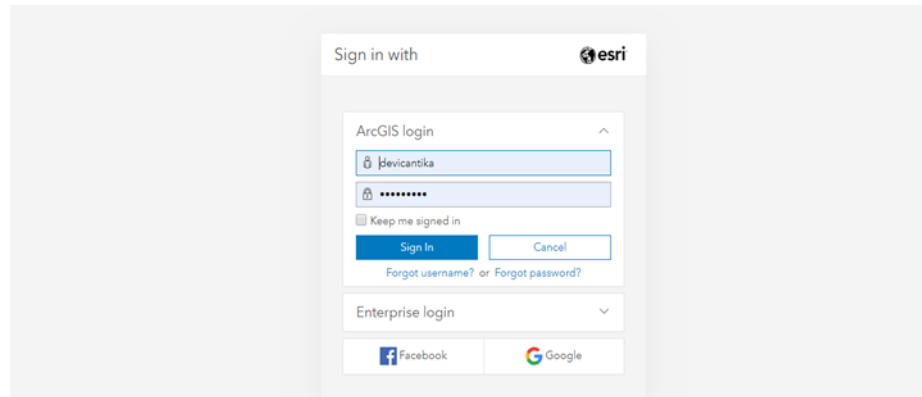 Sign in with esri
ArcGIS login
devicantika
•••••••••
Keep me signed in
Sign In Cancel
Forgot username? or Forgot password?
Enterprise login
Facebook Google